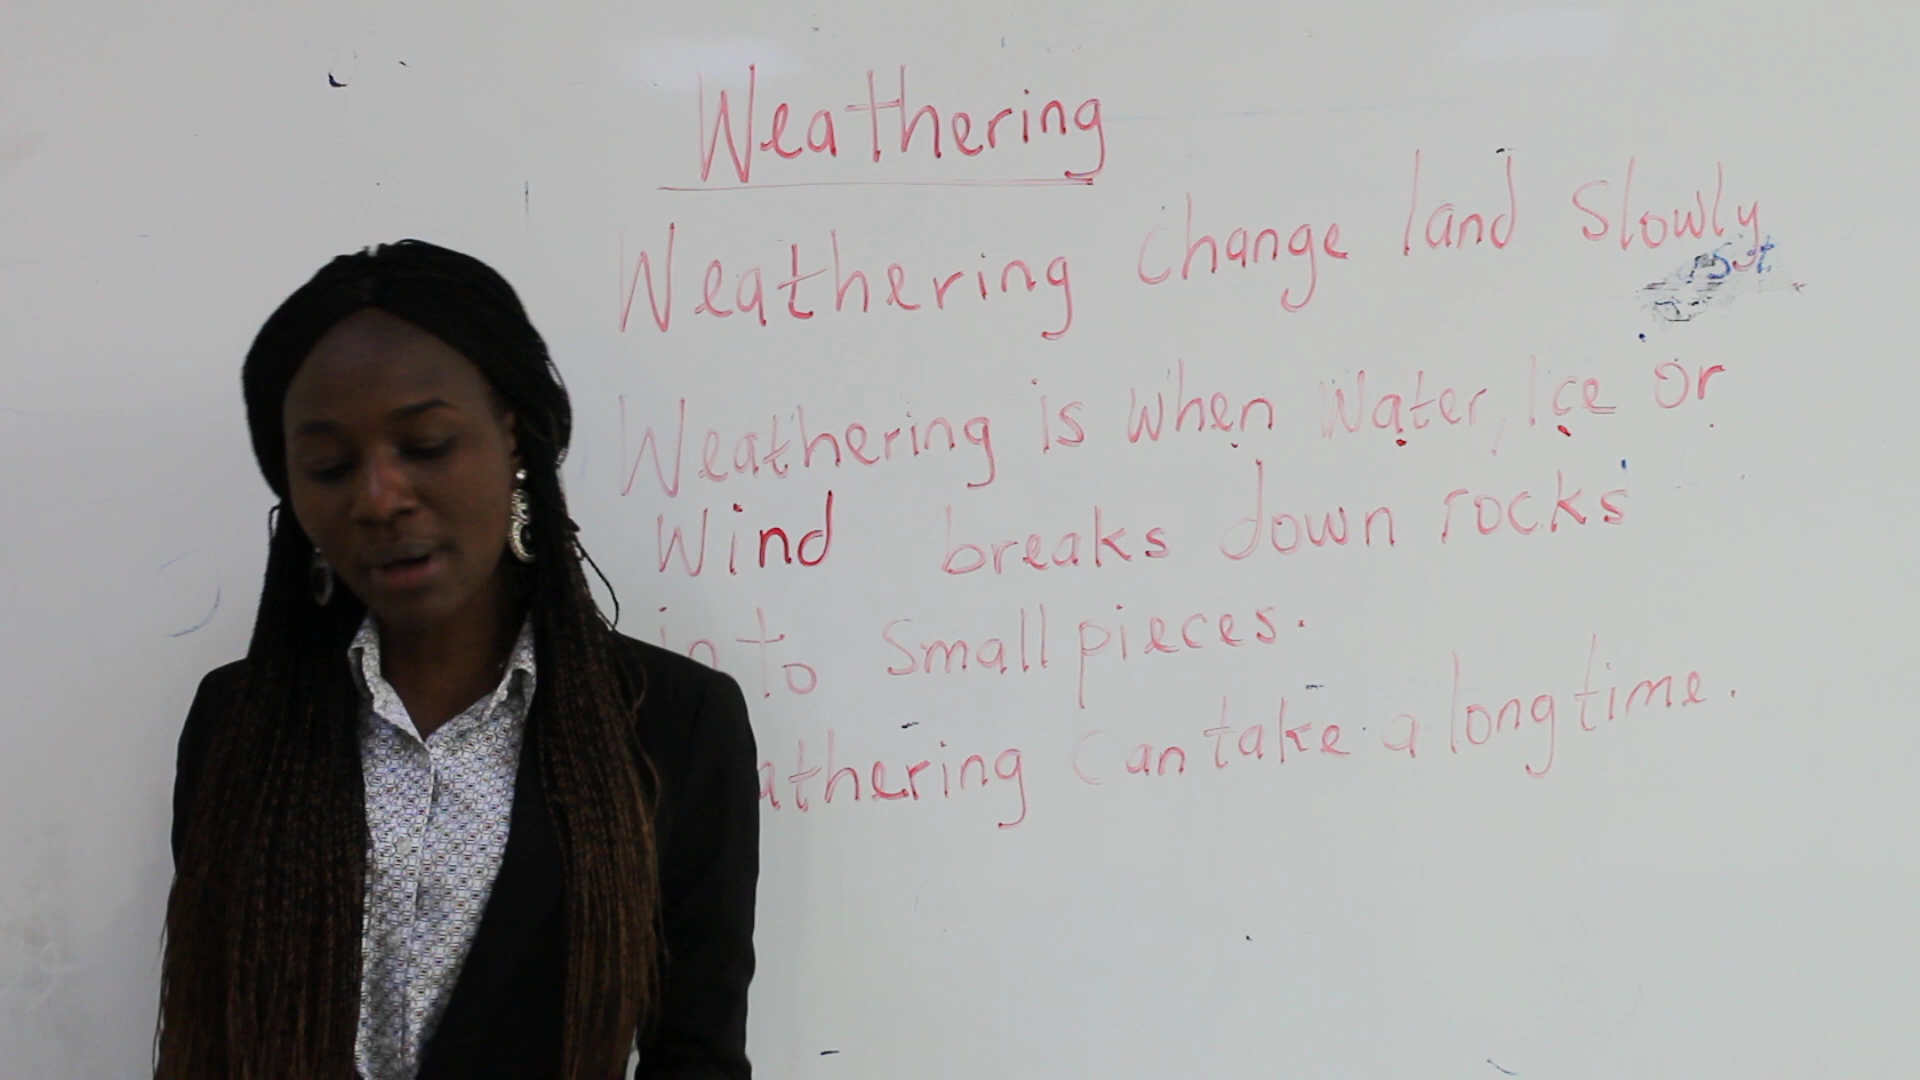 Weathering
Weathering change land slowly
Weathering is when Water, Ice or
Wind breaks down rocks
into Small pieces.
athering can take a long time.